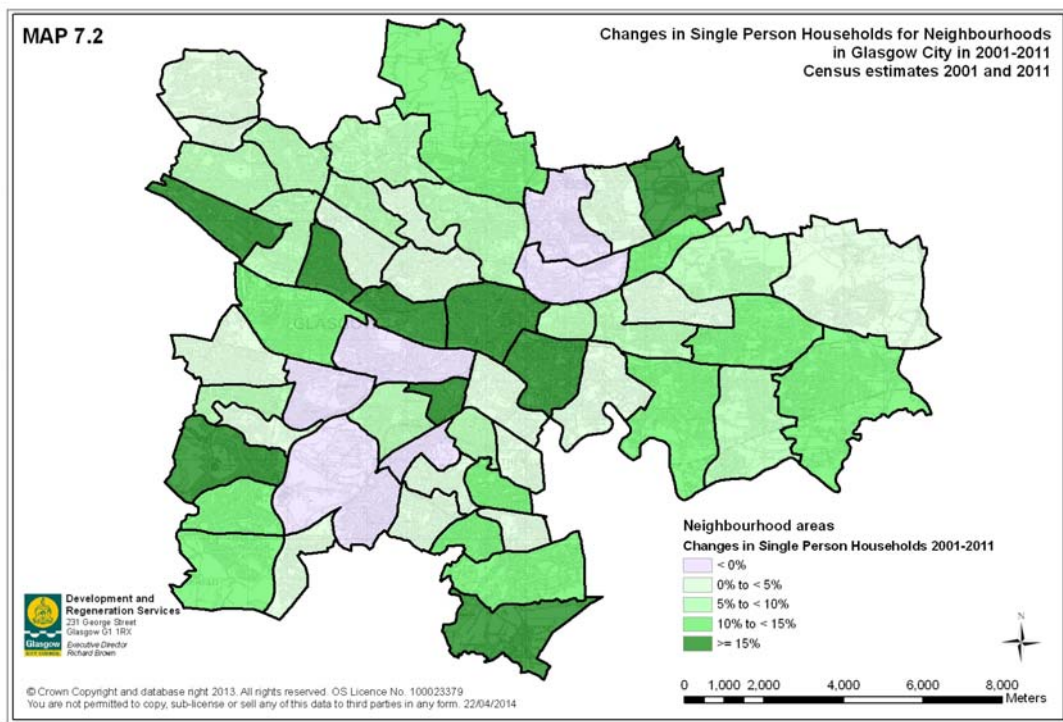 MAP 7.2
Changes in Single Person Households for Neighbourhoods
in Glasgow City in 2001-2011
Census estimates 2001 and 2011
Neighbourhood areas
Changes in Single Person Households 2001-2011
< 0%
0% to < 5%
5% to < 10%
10% to < 15%
>= 15%
Development and
Regeneration Services
231 George Street
Glasgow G1 1RX
Executive Director
Richard Brown
Glasgow
CITY COUNCIL
N
0 1,000 2,000 4,000 6,000 8,000
Meters
© Crown Copyright and database right 2013. All rights reserved. OS Licence No. 100023379
You are not permitted to copy, sub-license or sell any of this data to third parties in any form. 22/04/2014